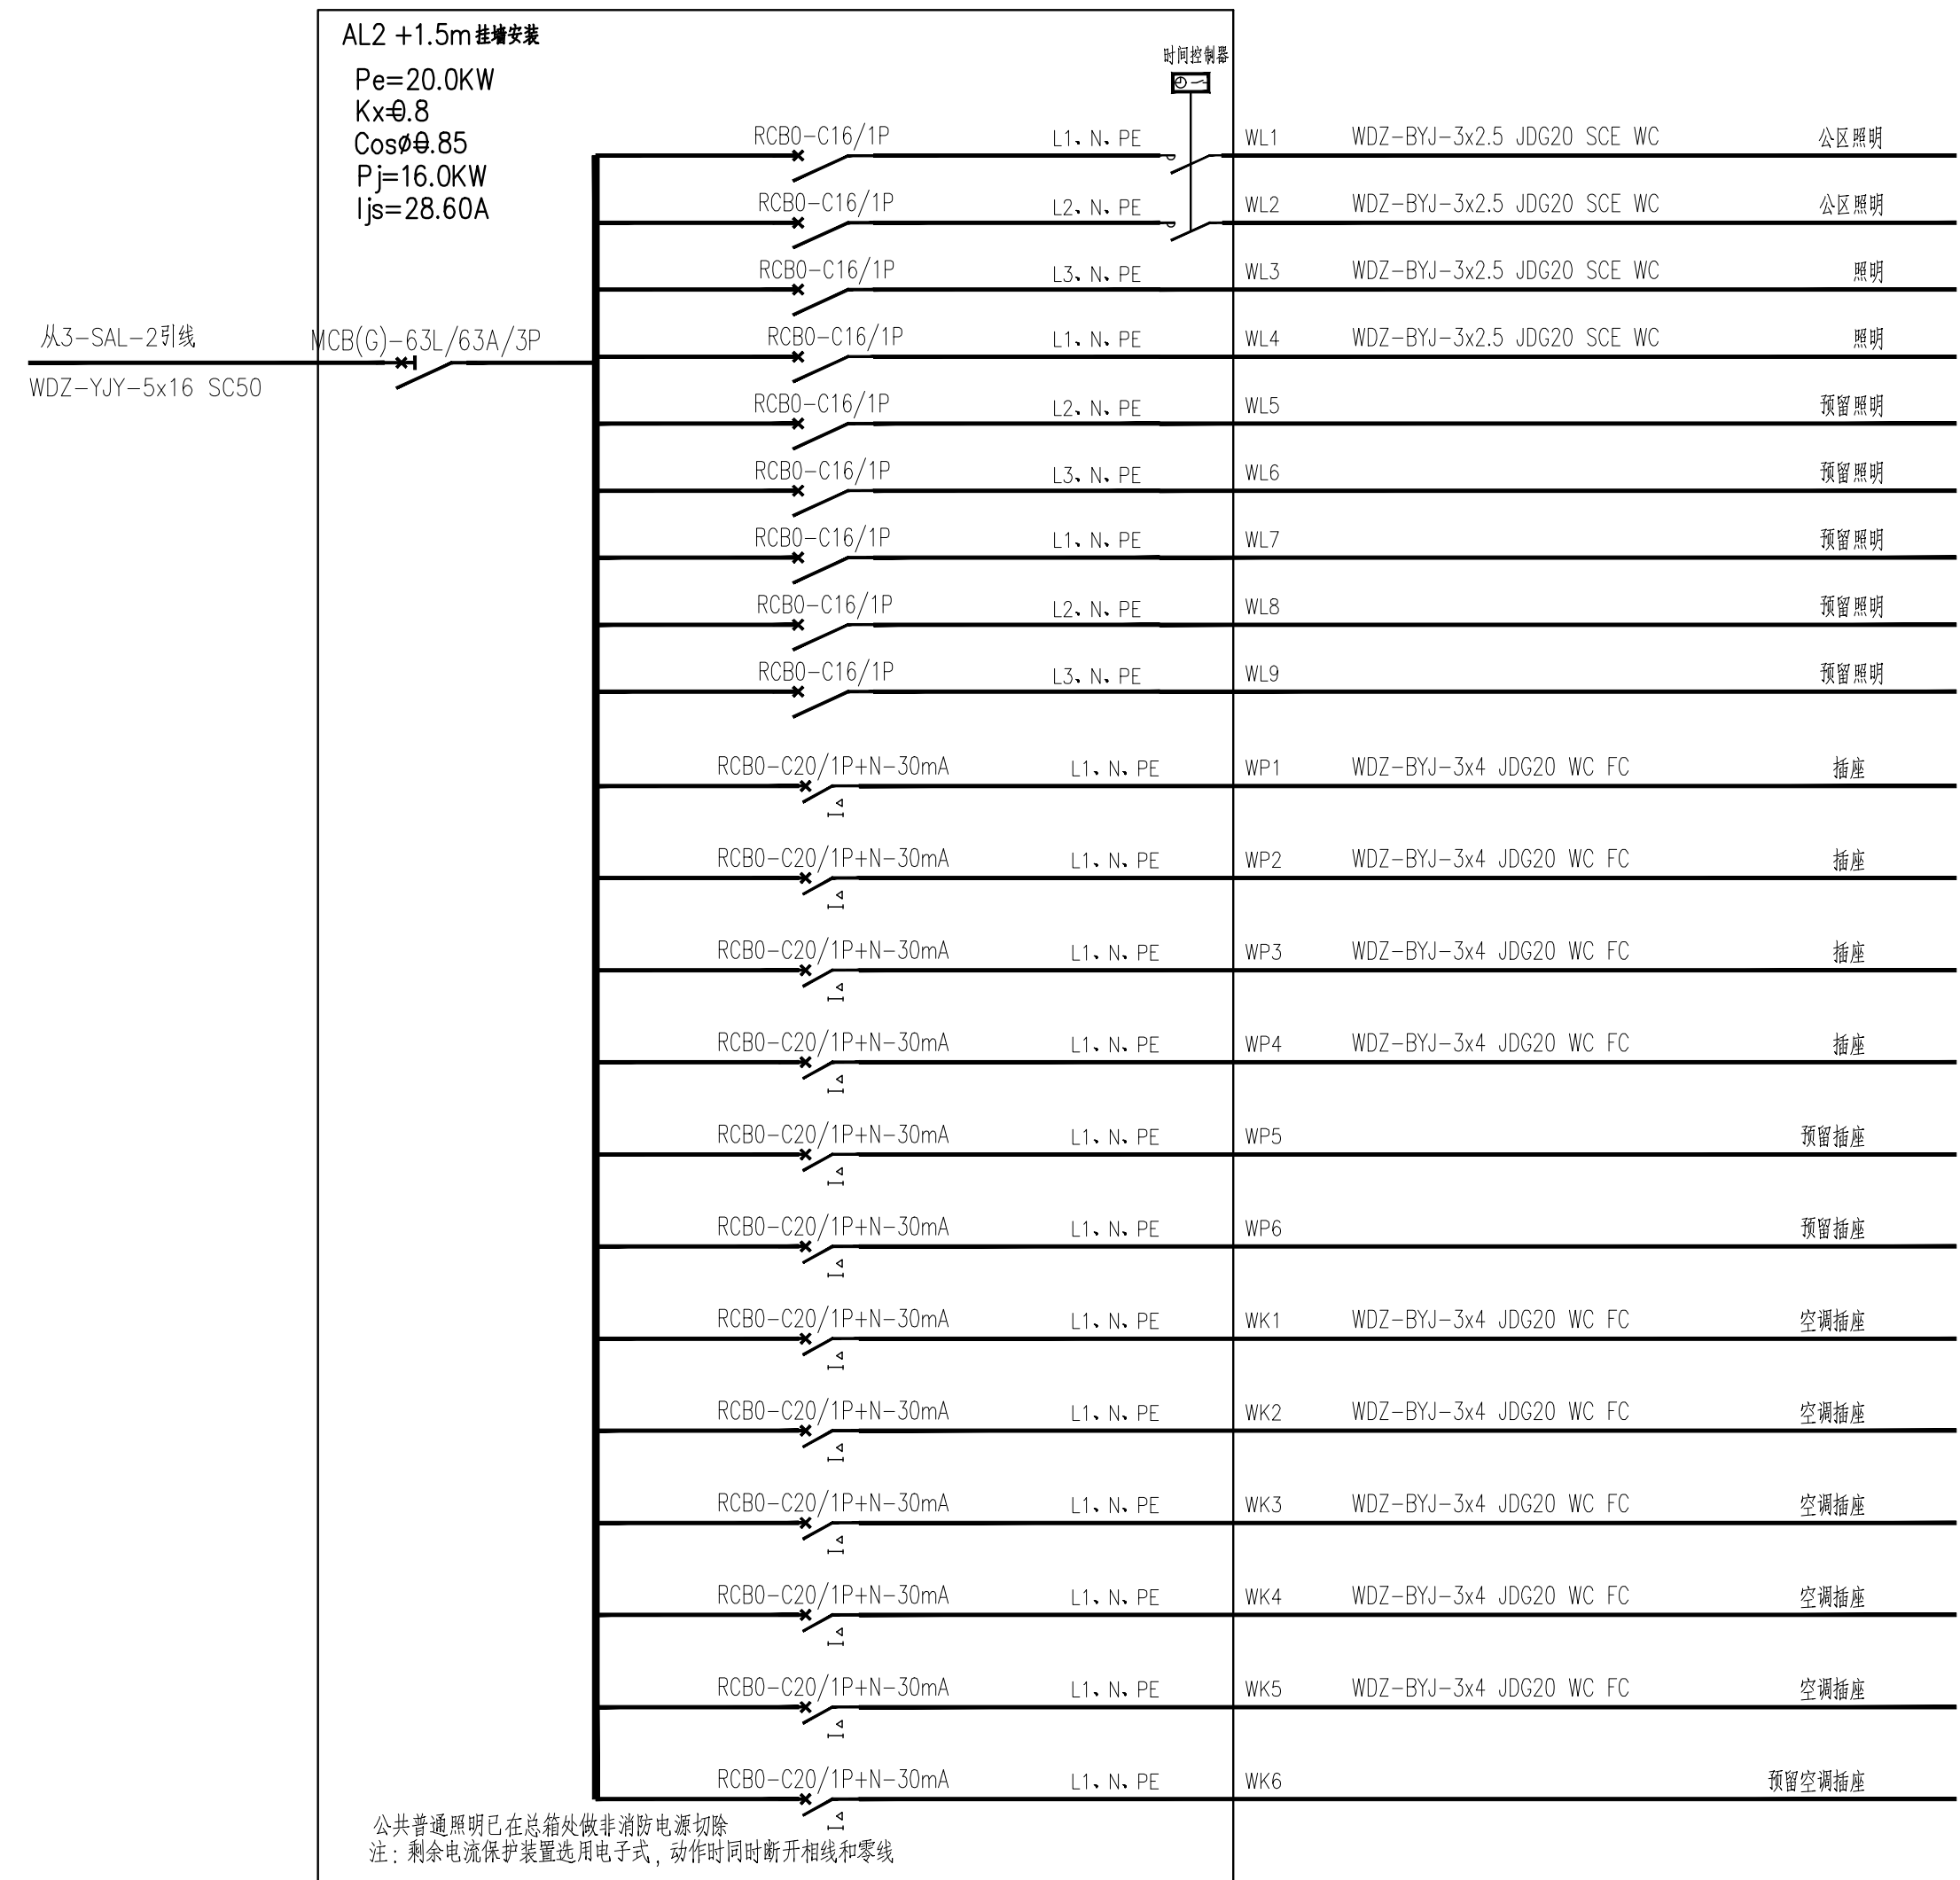 AL2 +1.5m挂墙安装
Pe=20.0KW
Kx=0.8
Cosø=0.85
Pj=16.0KW
Ijs=28.60A
时间控制器
从3-SAL-2引线
WDZ-YJY-5x16 SC50
MCB(G)-63L/63A/3P
RCBO-C16/1P L1、N、PE WL1 WDZ-BYJ-3x2.5 JDG20 SCE WC 公区照明
RCBO-C16/1P L2、N、PE WL2 WDZ-BYJ-3x2.5 JDG20 SCE WC 公区照明
RCBO-C16/1P L3、N、PE WL3 WDZ-BYJ-3x2.5 JDG20 SCE WC 照明
RCBO-C16/1P L1、N、PE WL4 WDZ-BYJ-3x2.5 JDG20 SCE WC 照明
RCBO-C16/1P L2、N、PE WL5 预留照明
RCBO-C16/1P L3、N、PE WL6 预留照明
RCBO-C16/1P L1、N、PE WL7 预留照明
RCBO-C16/1P L2、N、PE WL8 预留照明
RCBO-C16/1P L3、N、PE WL9 预留照明
RCBO-C20/1P+N-30mA L1、N、PE WP1 WDZ-BYJ-3x4 JDG20 WC FC 插座
RCBO-C20/1P+N-30mA L1、N、PE WP2 WDZ-BYJ-3x4 JDG20 WC FC 插座
RCBO-C20/1P+N-30mA L1、N、PE WP3 WDZ-BYJ-3x4 JDG20 WC FC 插座
RCBO-C20/1P+N-30mA L1、N、PE WP4 WDZ-BYJ-3x4 JDG20 WC FC 插座
RCBO-C20/1P+N-30mA L1、N、PE WP5 预留插座
RCBO-C20/1P+N-30mA L1、N、PE WP6 预留插座
RCBO-C20/1P+N-30mA L1、N、PE WK1 WDZ-BYJ-3x4 JDG20 WC FC 空调插座
RCBO-C20/1P+N-30mA L1、N、PE WK2 WDZ-BYJ-3x4 JDG20 WC FC 空调插座
RCBO-C20/1P+N-30mA L1、N、PE WK3 WDZ-BYJ-3x4 JDG20 WC FC 空调插座
RCBO-C20/1P+N-30mA L1、N、PE WK4 WDZ-BYJ-3x4 JDG20 WC FC 空调插座
RCBO-C20/1P+N-30mA L1、N、PE WK5 WDZ-BYJ-3x4 JDG20 WC FC 空调插座
RCBO-C20/1P+N-30mA L1、N、PE WK6 预留空调插座
公共普通照明已在总箱处做非消防电源切除
注：剩余电流保护装置选用电子式，动作时同时断开相线和零线